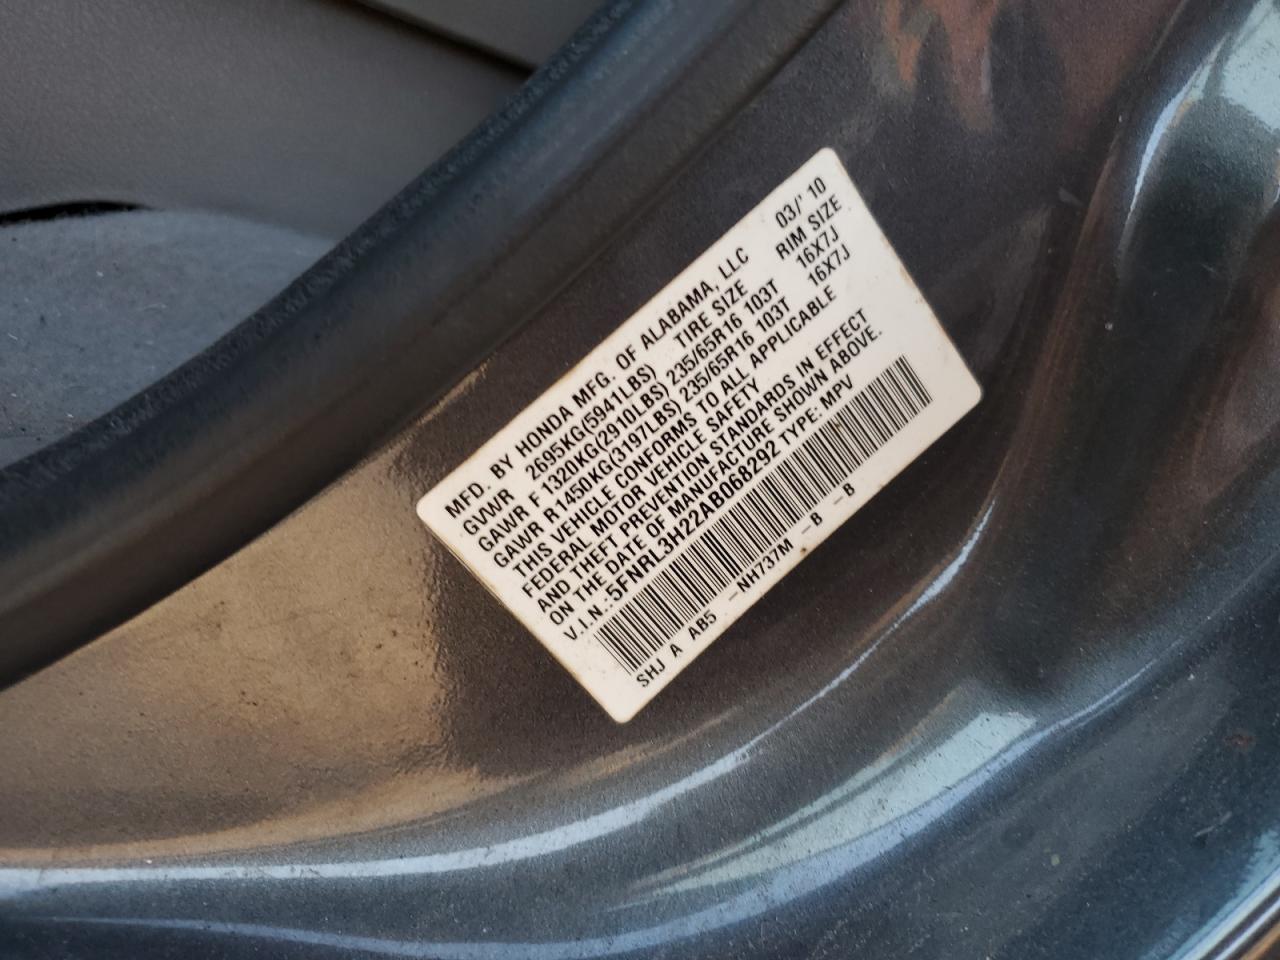 MFD. BY HONDA MFG. OF ALABAMA, LLC 03/' 10
GVWR 2695KG(5941LBS) TIRE SIZE RIM SIZE
GAWR F 1320KG(2910LBS) 235/65R16 103T 16X7J
GAWR R1450KG(3197LBS) 235/65R16 103T 16X7J
THIS VEHICLE CONFORMS TO ALL APPLICABLE
FEDERAL MOTOR VEHICLE SAFETY
AND THEFT PREVENTION STANDARDS IN EFFECT
ON THE DATE OF MANUFACTURE SHOWN ABOVE.
V.I.N.:5FNRL3H22AB068292 TYPE: MPV
SHJ A AB5 -NH737M -B -B